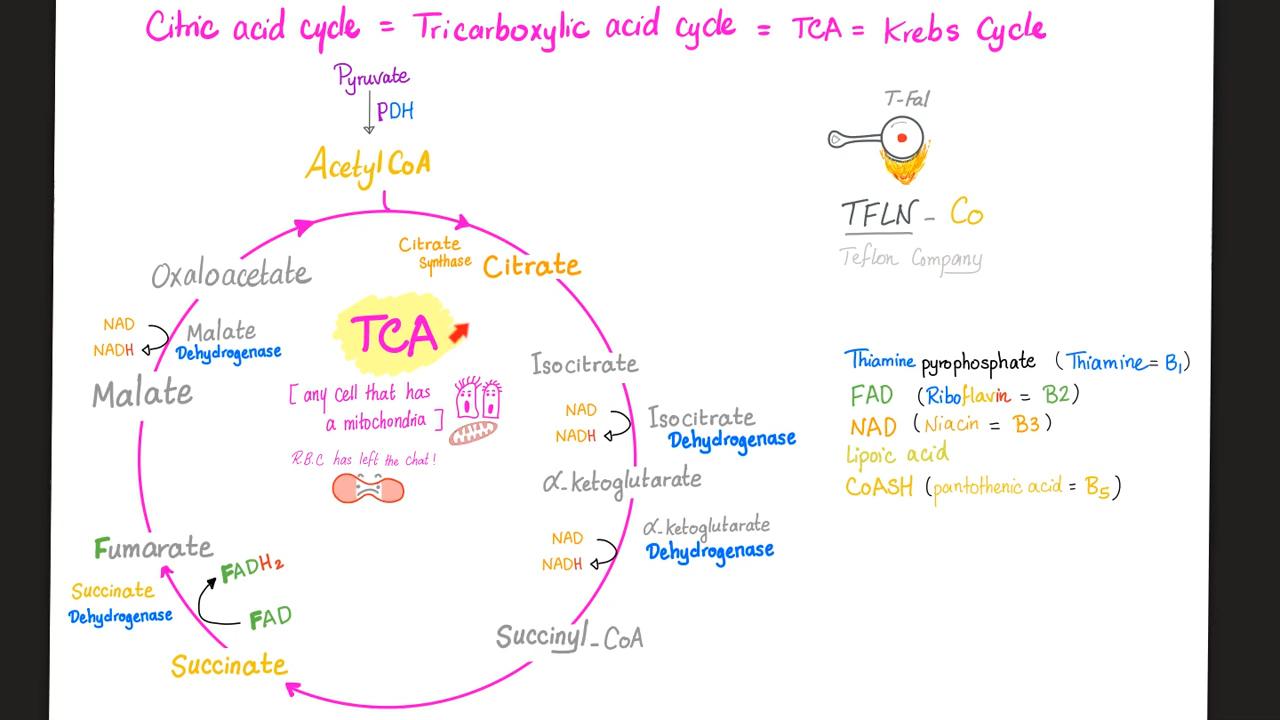 Citric acid cycle = Tricarboxylic acid cycle = TCA = Krebs Cycle
Pyruvate
PDH
Acetyl CoA
Citrate
Synthase
Citrate
Oxaloacetate
NAD
NADH
Malate
Dehydrogenase
Malate
TCA
[ any cell that has
a mitochondria ]
R.B.C has left the chat!
Isocitrate
NAD
NADH
Isocitrate
Dehydrogenase
α-ketoglutarate
NAD
NADH
α-ketoglutarate
Dehydrogenase
Succinyl-CoA
Succinate
FAD
FADH2
Succinate
Dehydrogenase
Fumarate
T-Fal
TFLN - Co
Teflon Company
Thiamine pyrophosphate (Thiamine = B1)
FAD (Riboflavin = B2)
NAD (Niacin = B3)
Lipoic acid
CoASH (pantothenic acid = B5)